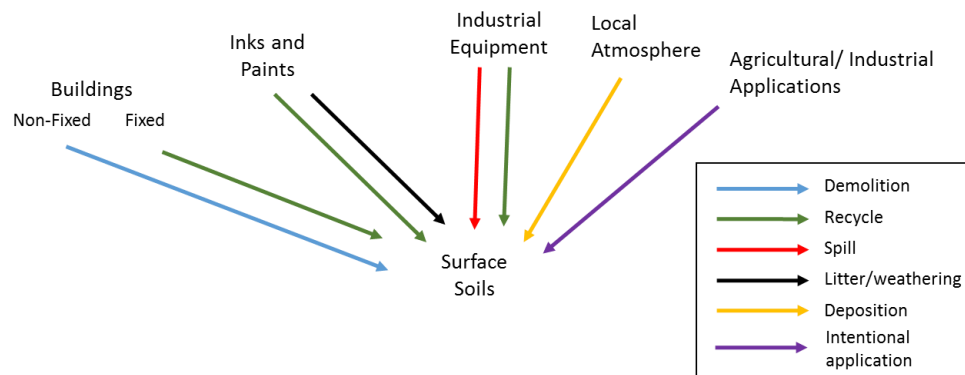 Inks and
Paints
Industrial
Equipment
Local
Atmosphere
Agricultural/ Industrial
Applications
Buildings
Non-Fixed
Fixed
Surface
Soils
Demolition
Recycle
Spill
Litter/weathering
Deposition
Intentional
application